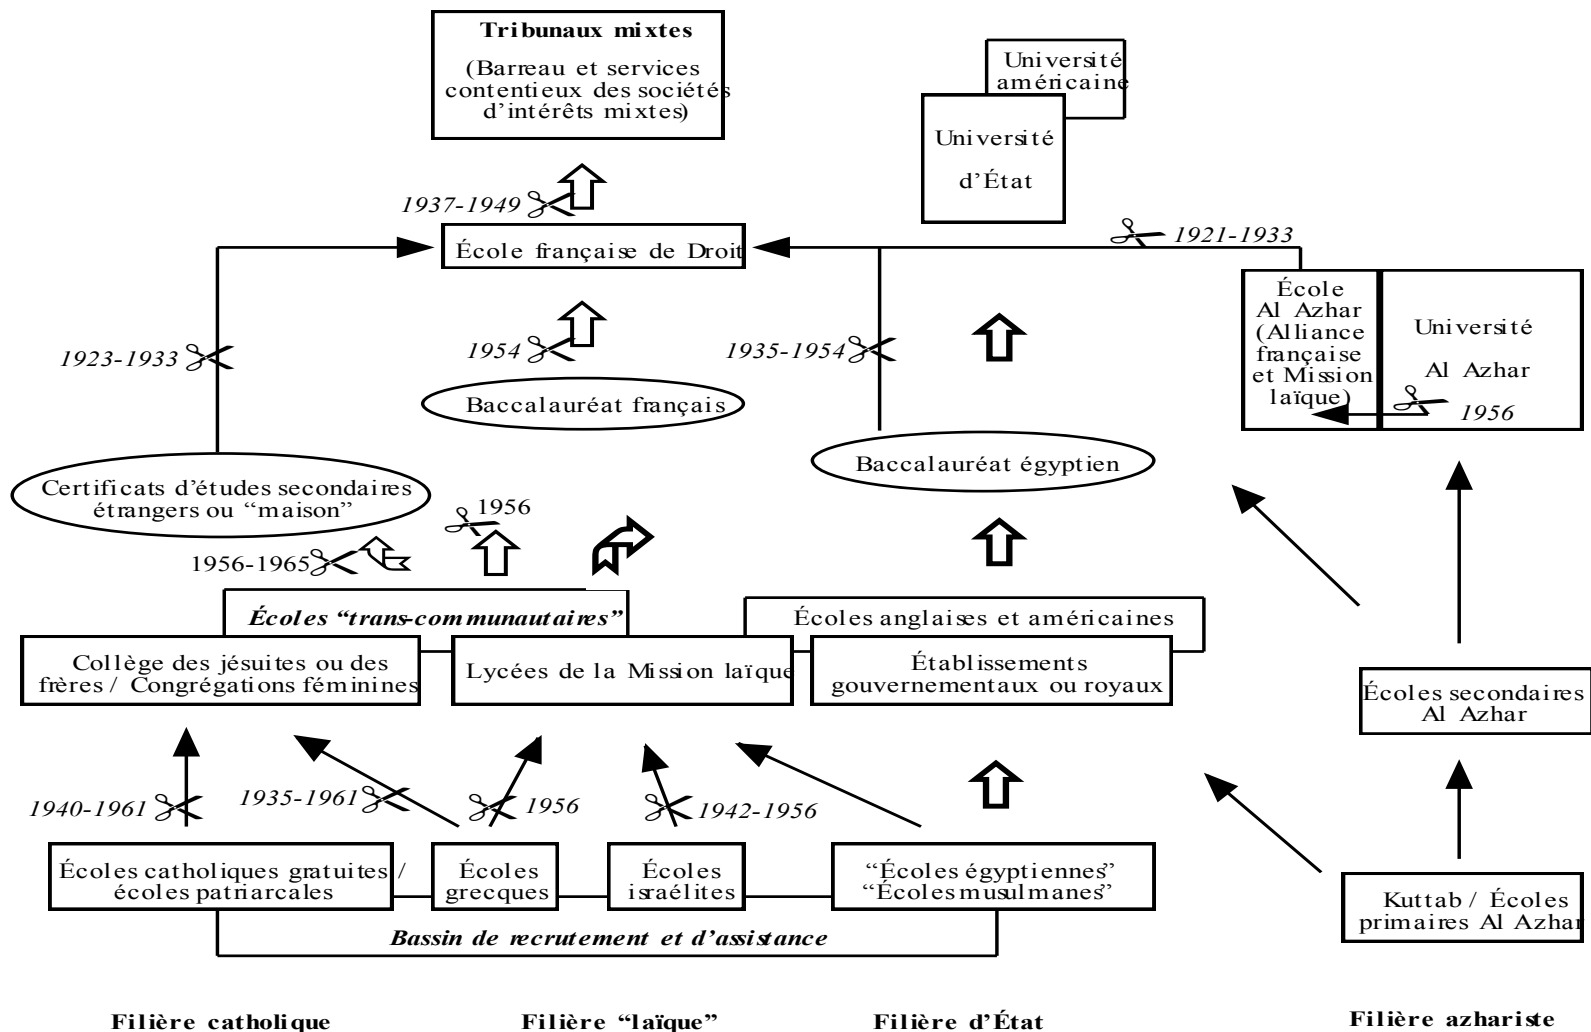 Tribunaux mixtes
(Barreau et services
contentieux des sociétés
d'intérêts mixtes)
Université
américaine
Université
d'État
1937-1949
École française de Droit
1921-1933
École
Al Azhar
(Alliance
française
et Mission
laïque)
Université
Al Azhar
1956
1923-1933
1954
1935-1954
Baccalauréat français
Baccalauréat égyptien
Certificats d'études secondaires
étrangers ou “maison”
1956
1956-1965
Écoles “trans-communautaires”
Écoles anglaises et américaines
Collège des jésuites ou des
frères / Congrégations féminines
Lycées de la Mission laïque
Établissements
gouvernementaux ou royaux
Écoles secondaires
Al Azhar
1940-1961
1935-1961
1956
1942-1956
Écoles catholiques gratuites /
écoles patriarcales
Écoles
grecques
Écoles
israélites
“Écoles égyptiennes”
“Écoles musulmanes”
Kuttab / Écoles
primaires Al Azhar
Bassin de recrutement et d'assistance
Filière catholique
Filière “laïque”
Filière d'État
Filière azhariste